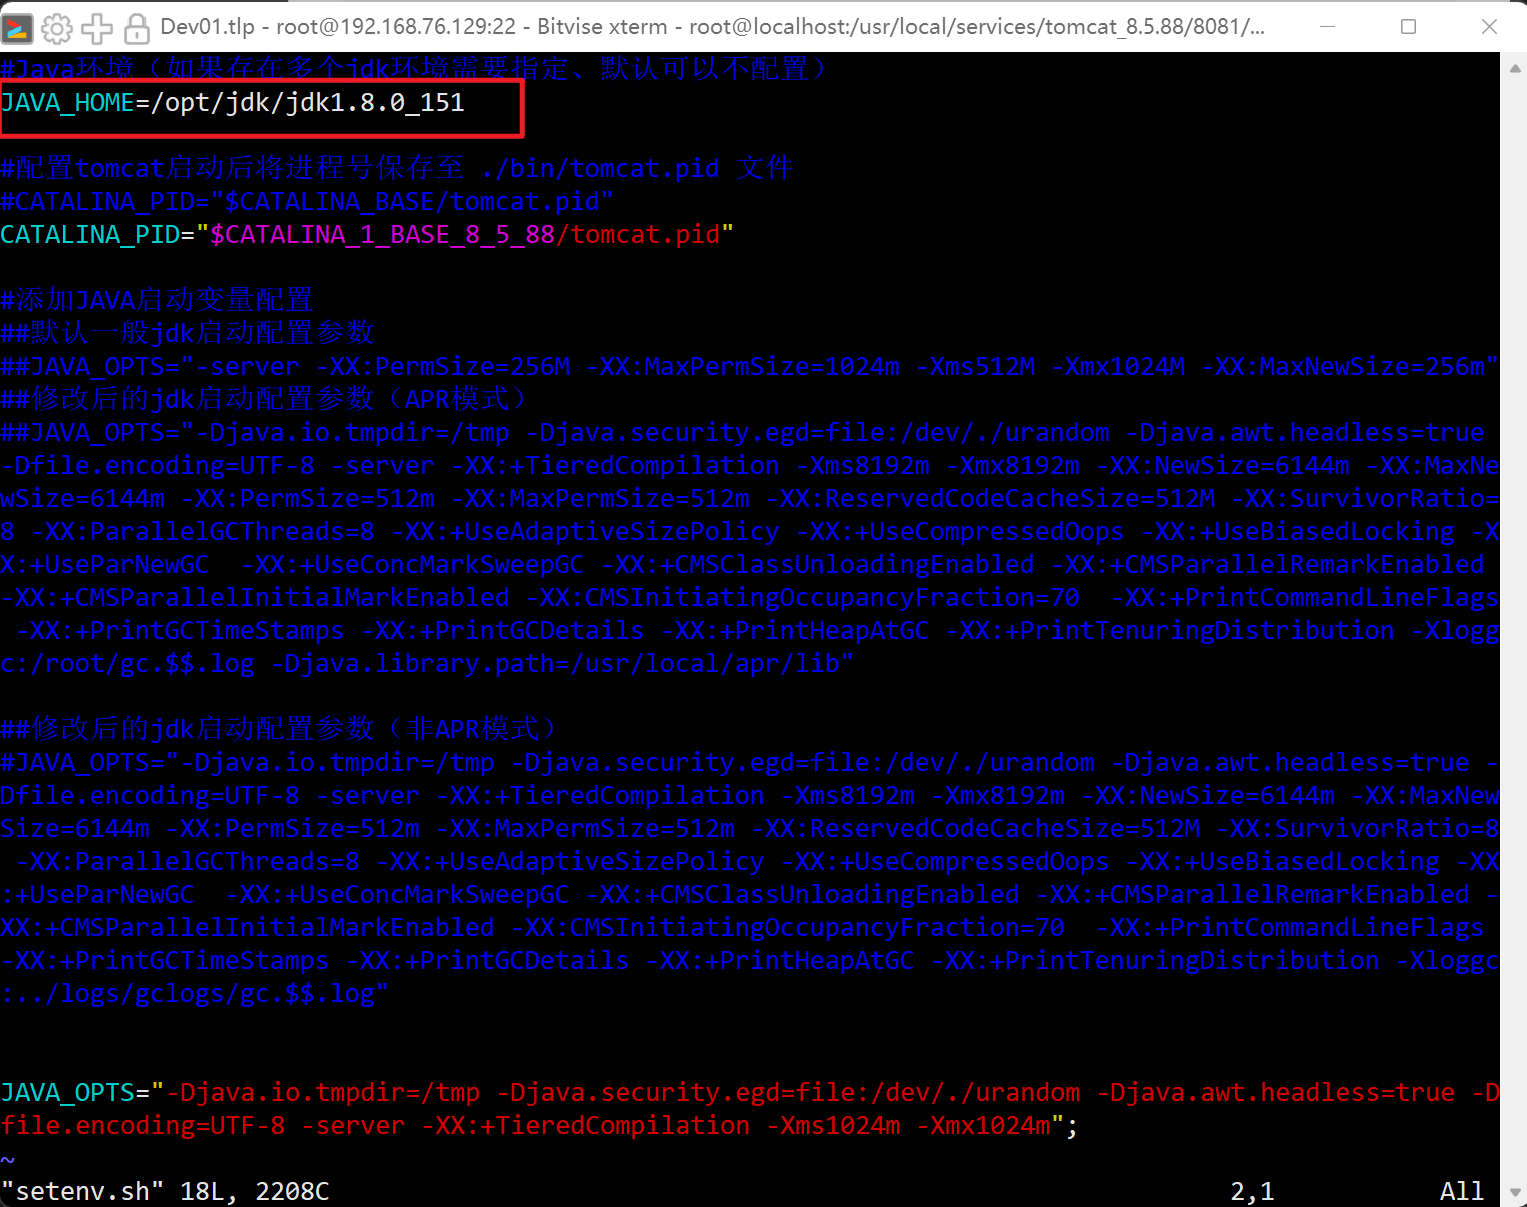 Dev01.tlp - root@192.168.76.129:22 - Bitvise xterm - root@localhost:/usr/local/services/tomcat_8.5.88/8081/...
#Java环境（如果存在多个jdk环境需要指定、默认可以不配置）
JAVA_HOME=/opt/jdk/jdk1.8.0_151
#配置tomcat启动后将进程号保存至 ./bin/tomcat.pid 文件
#CATALINA_PID="$CATALINA_BASE/tomcat.pid"
CATALINA_PID="$CATALINA_1_BASE_8_5_88/tomcat.pid"
#添加JAVA启动变量配置
##默认一般jdk启动配置参数
##JAVA_OPTS="-server -XX:PermSize=256M -XX:MaxPermSize=1024m -Xms512M -Xmx1024M -XX:MaxNewSize=256m"
##修改后的jdk启动配置参数（APR模式）
##JAVA_OPTS="-Djava.io.tmpdir=/tmp -Djava.security.egd=file:/dev/./urandom -Djava.awt.headless=true
-Dfile.encoding=UTF-8 -server -XX:+TieredCompilation -Xms8192m -Xmx8192m -XX:NewSize=6144m -XX:MaxNe
wSize=6144m -XX:PermSize=512m -XX:MaxPermSize=512m -XX:ReservedCodeCacheSize=512M -XX:SurvivorRatio=
8 -XX:ParallelGCThreads=8 -XX:+UseAdaptiveSizePolicy -XX:+UseCompressedOops -XX:+UseBiasedLocking -X
X:+UseParNewGC  -XX:+UseConcMarkSweepGC -XX:+CMSClassUnloadingEnabled -XX:+CMSParallelRemarkEnabled
-XX:+CMSParallelInitialMarkEnabled -XX:CMSInitiatingOccupancyFraction=70  -XX:+PrintCommandLineFlags
 -XX:+PrintGCTimeStamps -XX:+PrintGCDetails -XX:+PrintHeapAtGC -XX:+PrintTenuringDistribution -Xlogg
c:/root/gc.$$.log -Djava.library.path=/usr/local/apr/lib"
##修改后的jdk启动配置参数（非APR模式）
#JAVA_OPTS="-Djava.io.tmpdir=/tmp -Djava.security.egd=file:/dev/./urandom -Djava.awt.headless=true -
Dfile.encoding=UTF-8 -server -XX:+TieredCompilation -Xms8192m -Xmx8192m -XX:NewSize=6144m -XX:MaxNew
Size=6144m -XX:PermSize=512m -XX:MaxPermSize=512m -XX:ReservedCodeCacheSize=512M -XX:SurvivorRatio=8
 -XX:ParallelGCThreads=8 -XX:+UseAdaptiveSizePolicy -XX:+UseCompressedOops -XX:+UseBiasedLocking -XX
:+UseParNewGC  -XX:+UseConcMarkSweepGC -XX:+CMSClassUnloadingEnabled -XX:+CMSParallelRemarkEnabled -
XX:+CMSParallelInitialMarkEnabled -XX:CMSInitiatingOccupancyFraction=70  -XX:+PrintCommandLineFlags
-XX:+PrintGCTimeStamps -XX:+PrintGCDetails -XX:+PrintHeapAtGC -XX:+PrintTenuringDistribution -Xloggc
:../logs/gclogs/gc.$$.log"
JAVA_OPTS="-Djava.io.tmpdir=/tmp -Djava.security.egd=file:/dev/./urandom -Djava.awt.headless=true -D
file.encoding=UTF-8 -server -XX:+TieredCompilation -Xms1024m -Xmx1024m";
~
"setenv.sh" 18L, 2208C 2,1 All